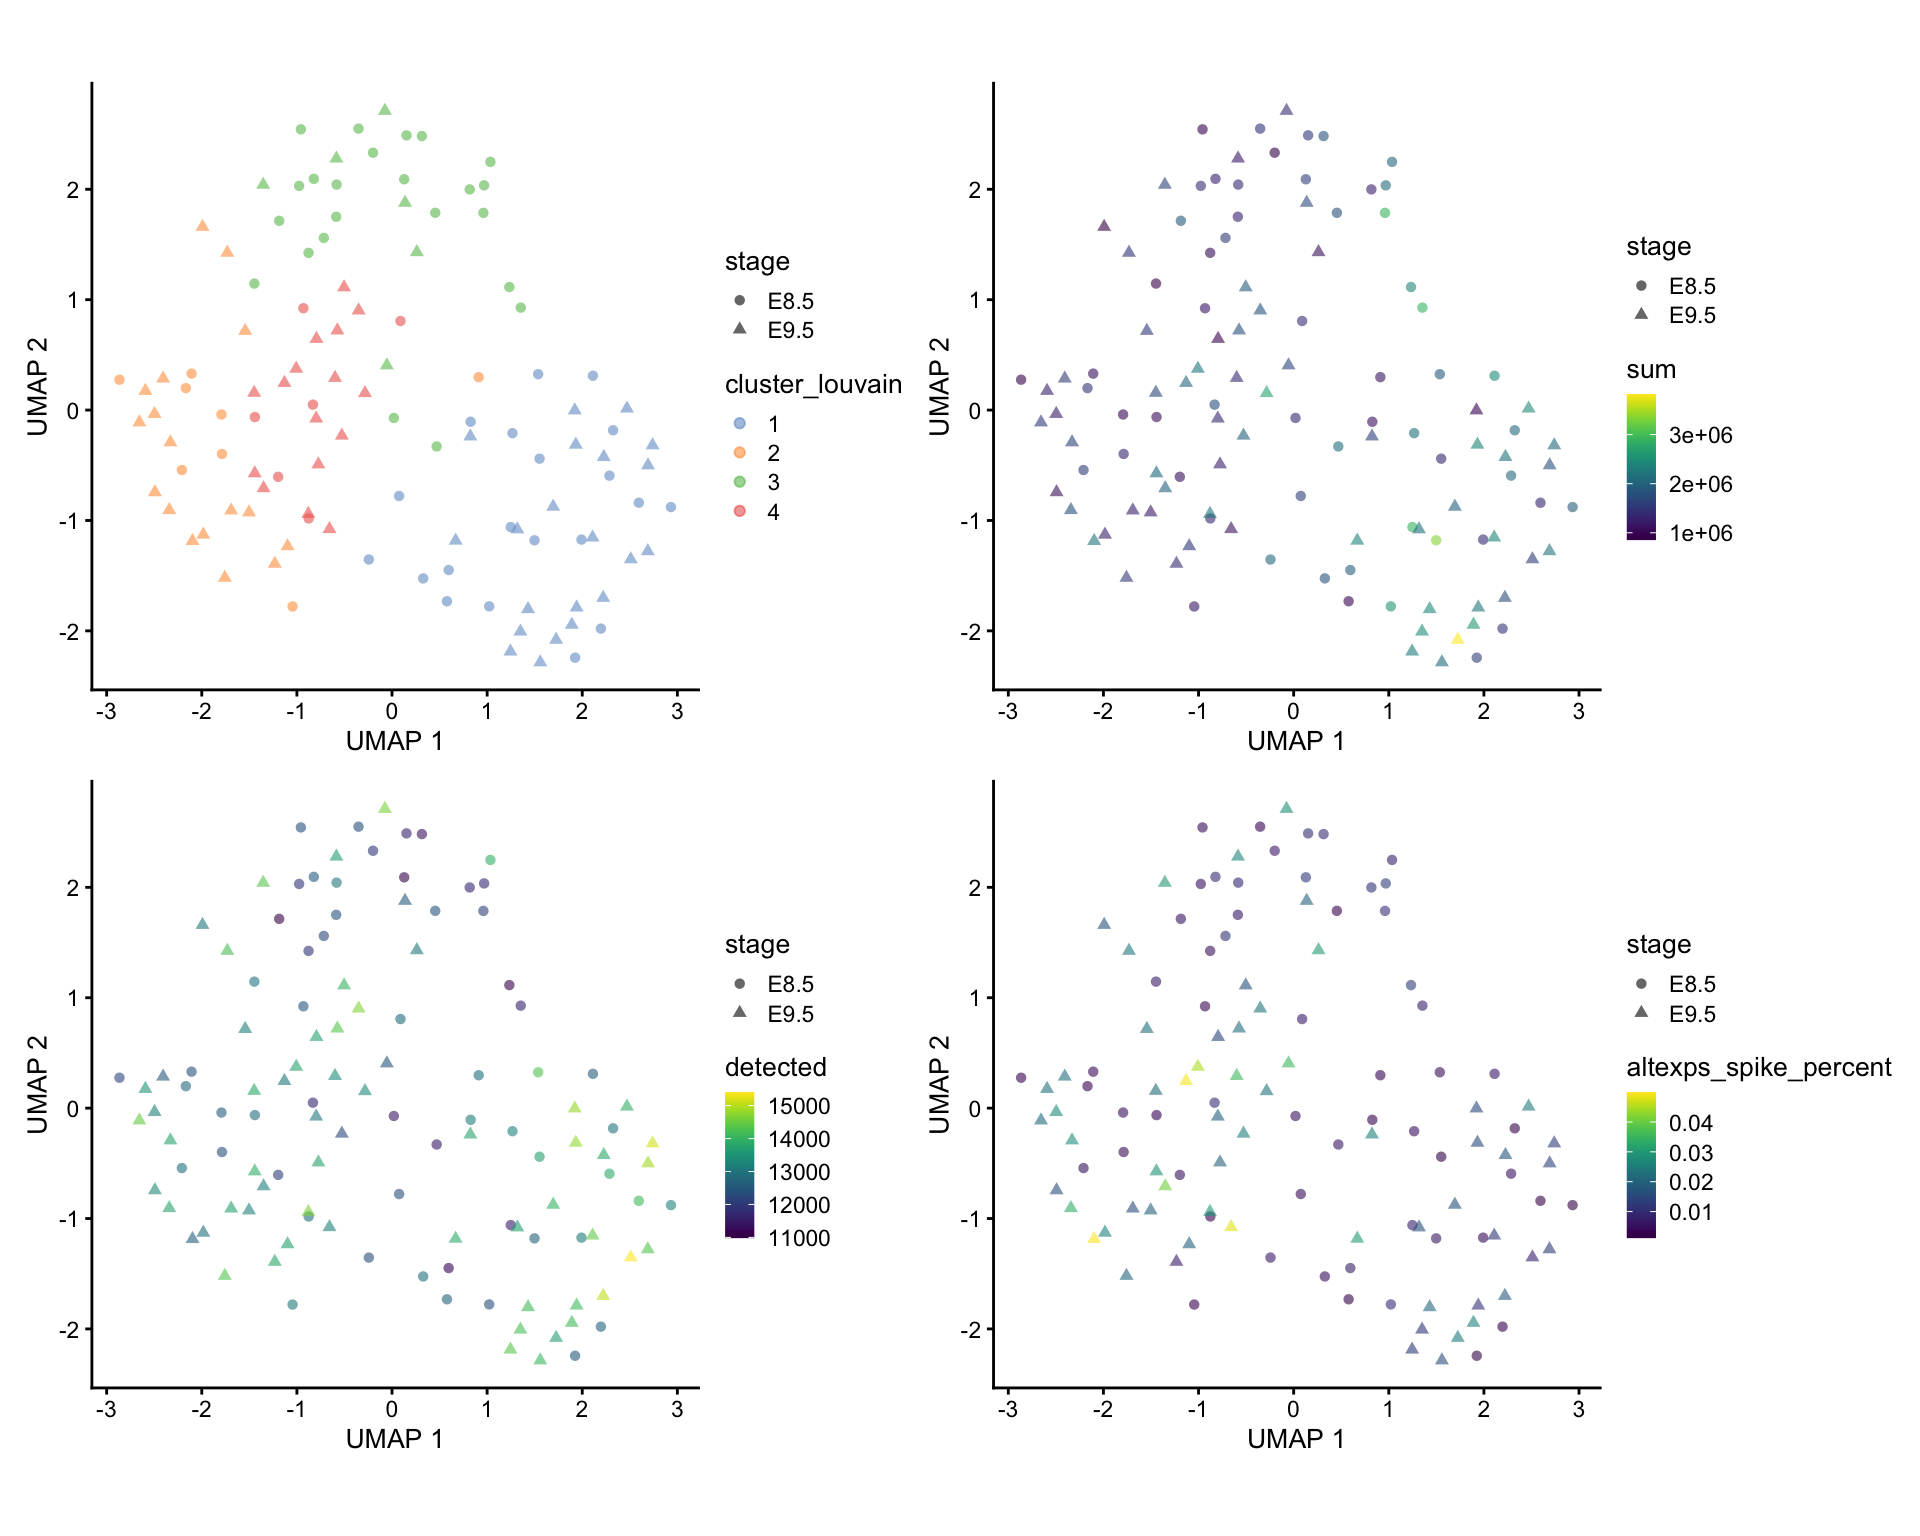 2
1
0
-1
-2
UMAP 2
-3 -2 -1 0 1 2 3
UMAP 1
stage
E8.5
E9.5
cluster_louvain
1
2
3
4
2
1
0
-1
-2
UMAP 2
-3 -2 -1 0 1 2 3
UMAP 1
stage
E8.5
E9.5
sum
3e+06
2e+06
1e+06
2
1
0
-1
-2
UMAP 2
-3 -2 -1 0 1 2 3
UMAP 1
stage
E8.5
E9.5
detected
15000
14000
13000
12000
11000
2
1
0
-1
-2
UMAP 2
-3 -2 -1 0 1 2 3
UMAP 1
stage
E8.5
E9.5
altexps_spike_percent
0.04
0.03
0.02
0.01